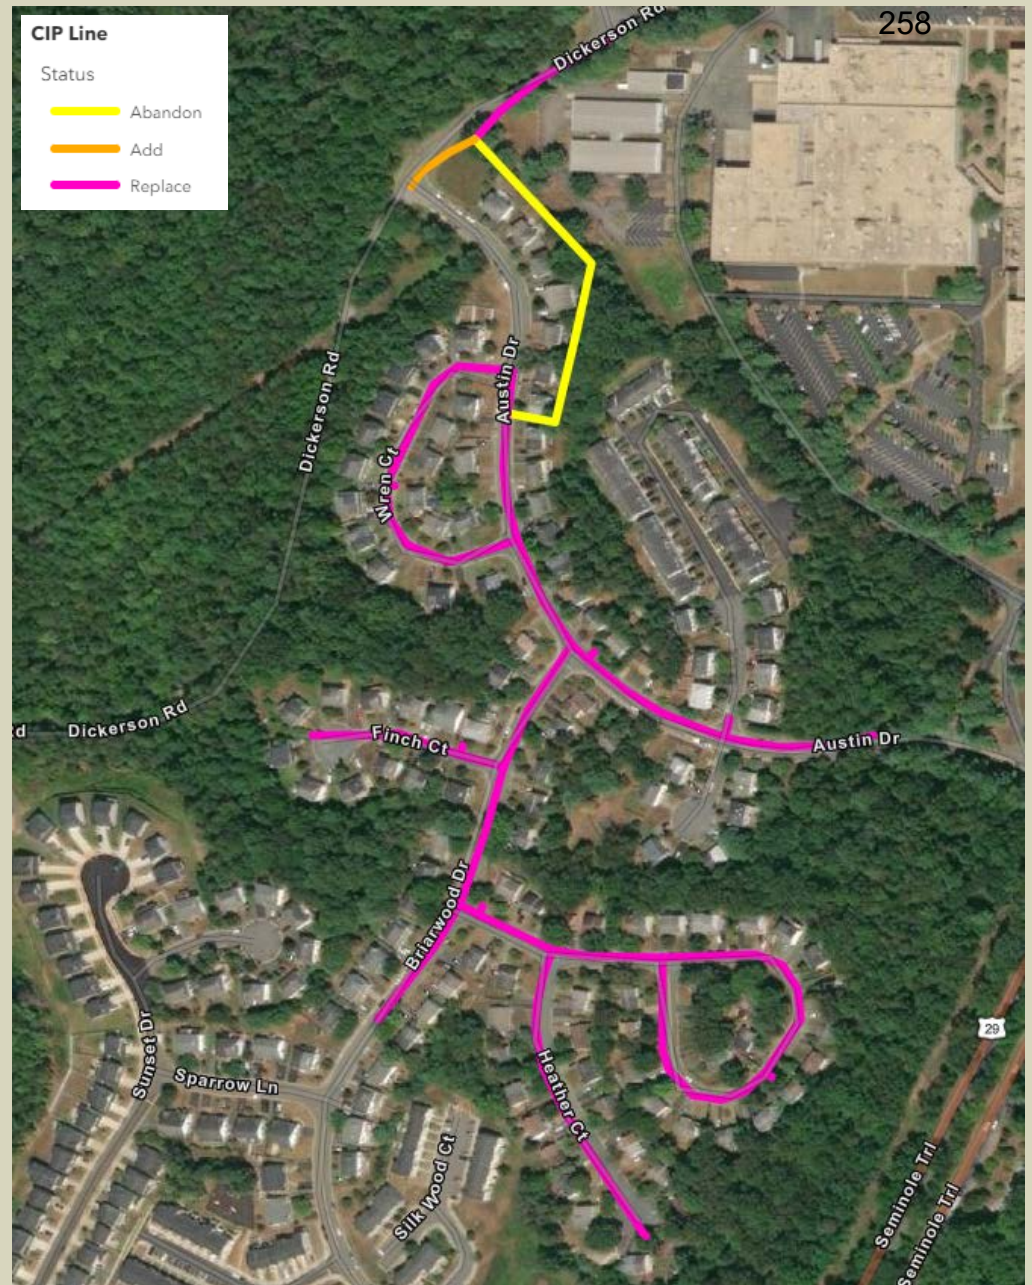 258
CIP Line
Status
Abandon
Add
Replace
Dickerson Rd
Dickerson Rd
Austin Dr
Wren Ct
Rd
Dickerson Rd
Finch Ct
Austin Dr
Briarwood Dr
29
Sunset Dr
Sparrow Ln
Heather Ct
Silk Wood Ct
Seminole Trl
Seminole Trl